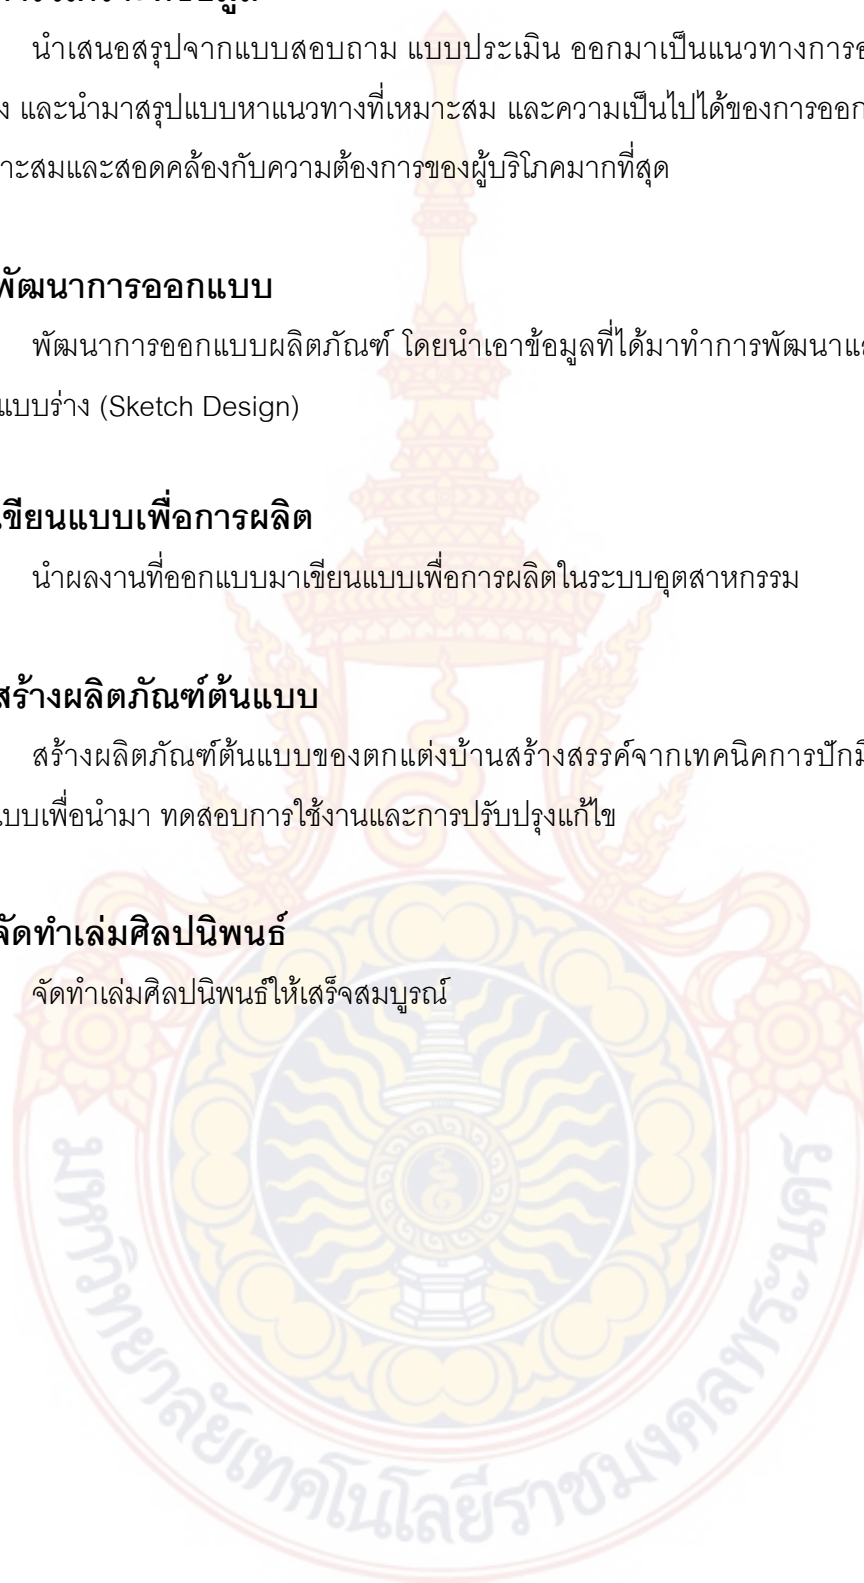 นำเสนอสรุปจากแบบสอบถาม แบบประเมิน ออกมาเป็นแนวทางการ
และนำมาสรุปแบบหาแนวทางที่เหมาะสม และความเป็นไปได้ของการออก
าะสมและสอดคล้องกับความต้องการของผู้บริโภคมากที่สุด
พัฒนาการออกแบบ
พัฒนาการออกแบบผลิตภัณฑ์ โดยนำเอาข้อมูลที่ได้มาทำการพัฒนาแ
แบบร่าง (Sketch Design)
เขียนแบบเพื่อการผลิต
นำผลงานที่ออกแบบมาเขียนแบบเพื่อการผลิตในระบบอุตสาหกรรม
สร้างผลิตภัณฑ์ต้นแบบ
สร้างผลิตภัณฑ์ต้นแบบของตกแต่งบ้านสร้างสรรค์จากเทคนิคการปักมื
แบบเพื่อนำมา ทดสอบการใช้งานและการปรับปรุงแก้ไข
จัดทำเล่มศิลปนิพนธ์
จัดทำเล่มศิลปนิพนธ์ให้เสร็จสมบูรณ์
มหาวิทยาลัยเทคโนโลยีราชมงคลพระนคร